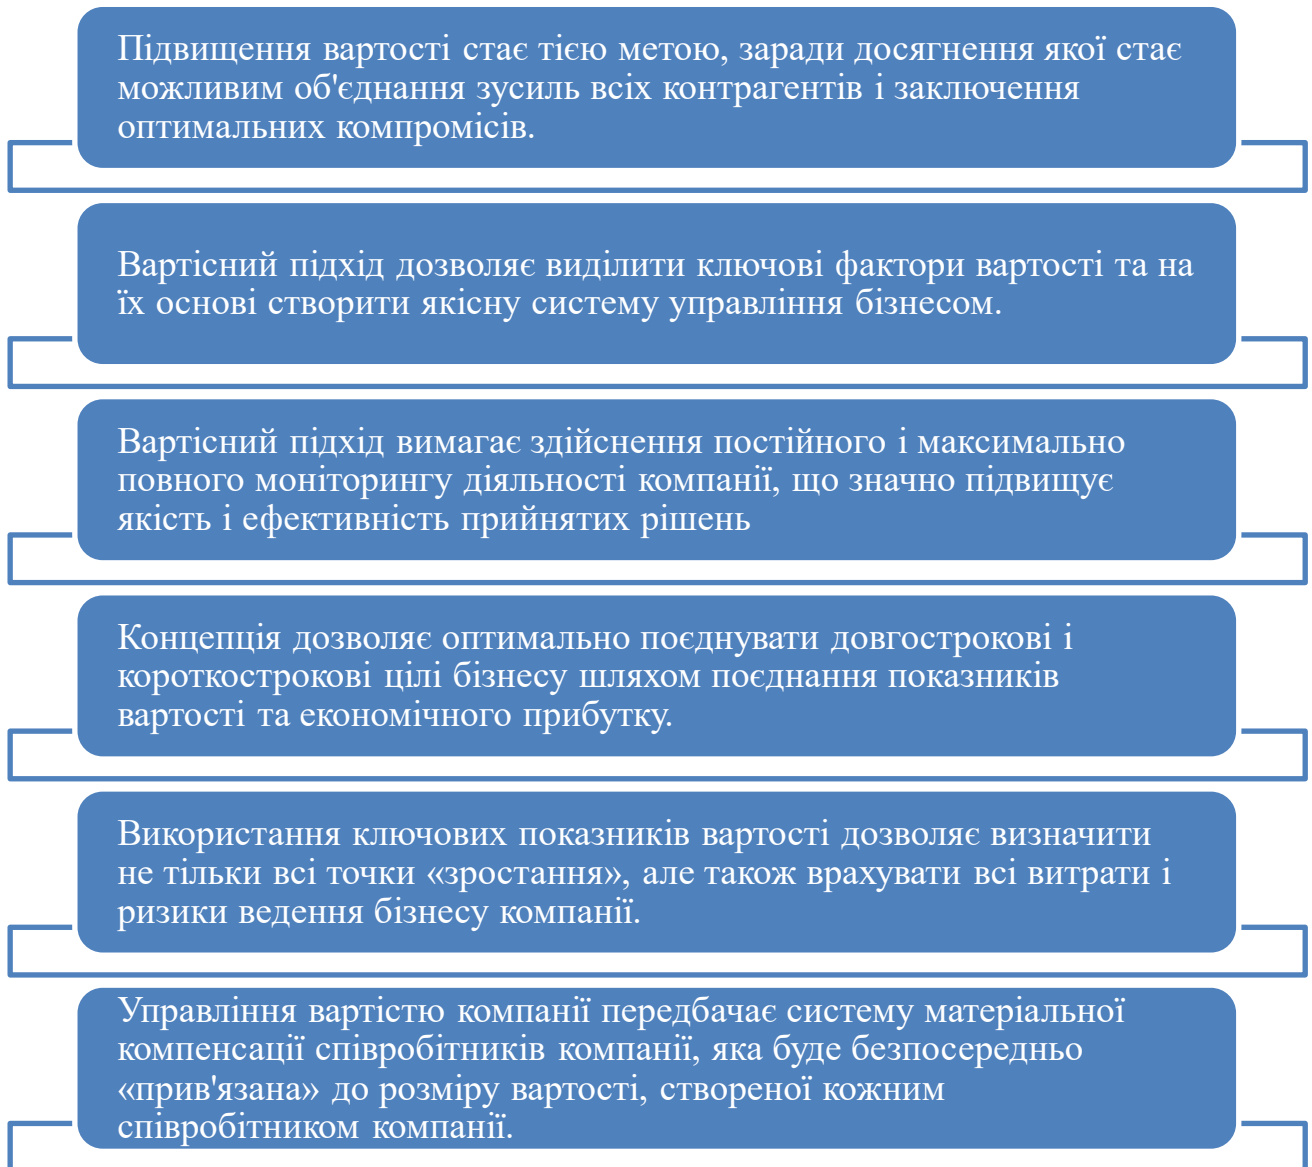 Підвищення вартості стає тією метою, заради досягнення якої стає
можливим об'єднання зусиль всіх контрагентів і заключення
оптимальних компромісів.
Вартісний підхід дозволяє виділити ключові фактори вартості та на
їх основі створити якісну систему управління бізнесом.
Вартісний підхід вимагає здійснення постійного і максимально
повного моніторингу діяльності компанії, що значно підвищує
якість і ефективність прийнятих рішень
Концепція дозволяє оптимально поєднувати довгострокові і
короткострокові цілі бізнесу шляхом поєднання показників
вартості та економічного прибутку.
Використання ключових показників вартості дозволяє визначити
не тільки всі точки «зростання», але також врахувати всі витрати і
ризики ведення бізнесу компанії.
Управління вартістю компанії передбачає систему матеріальної
компенсації співробітників компанії, яка буде безпосередньо
«прив'язана» до розміру вартості, створеної кожним
співробітником компанії.